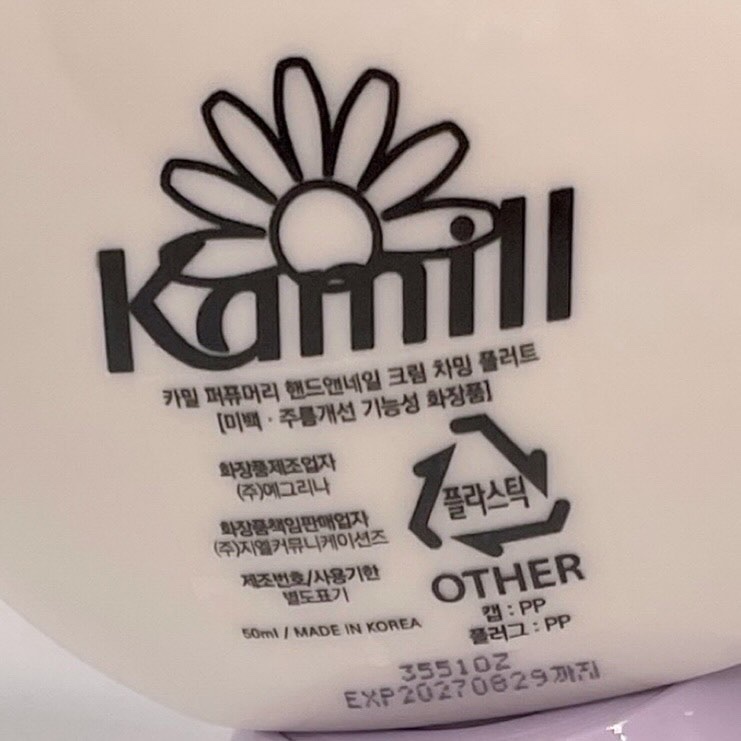 Kamill
카밀 퍼퓨머리 핸드앤네일 크림 차밍 플러트
[미백 · 주름개선 기능성 화장품]
화장품제조업자
(주)메그리나
화장품책임판매업자
(주)지엘커뮤니케이션즈
제조번호/사용기한
별도표기
50ml / MADE IN KOREA
플라스틱
OTHER
캡 : PP
플러그 : PP
35510Z
EXP20270829까지